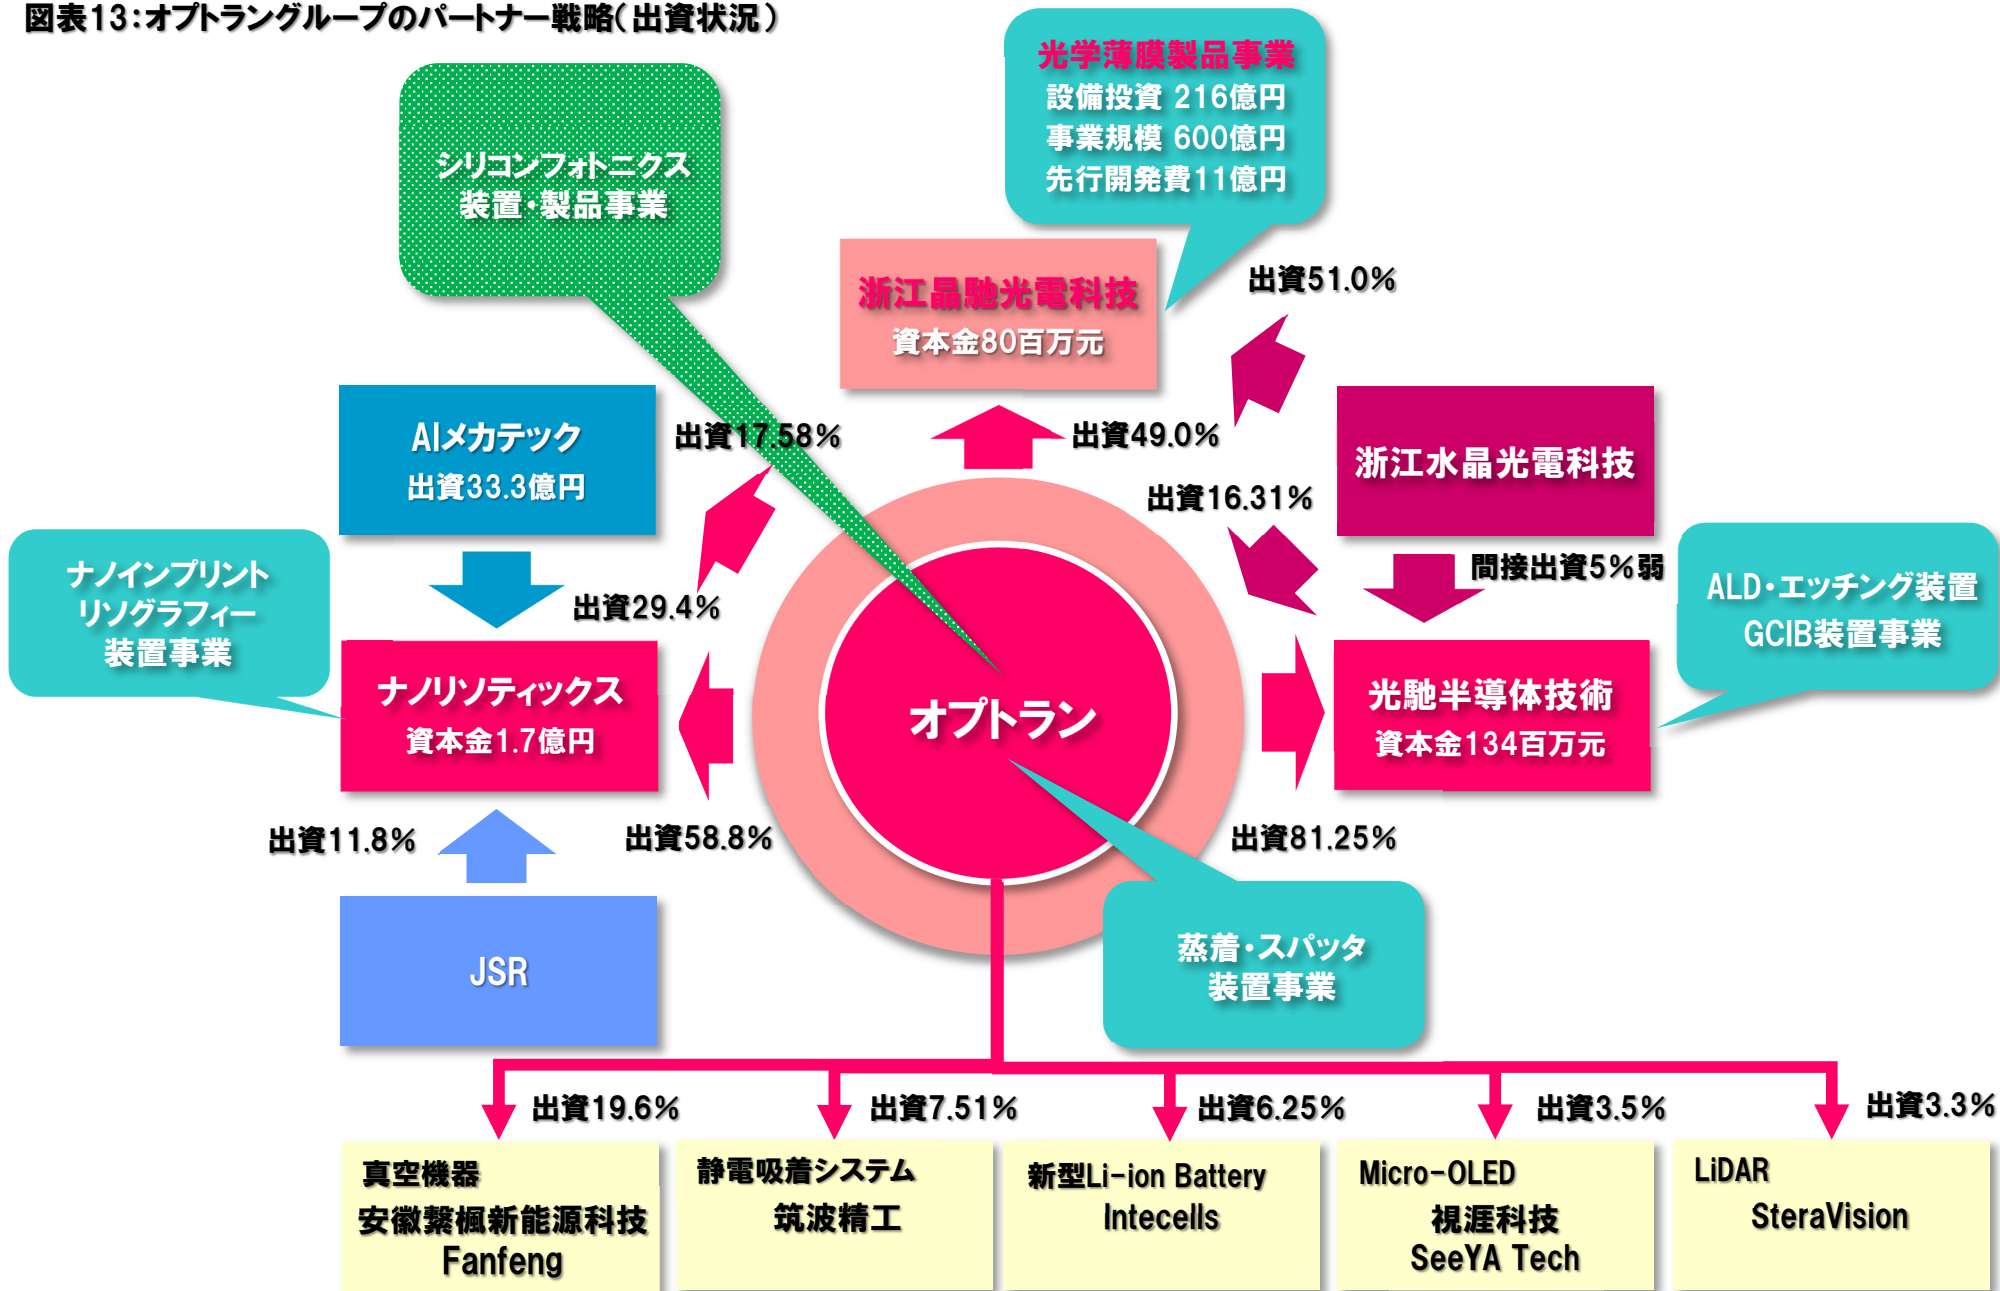 図表13：オプトラングループのパートナー戦略（出資状況）
光学薄膜製品事業
設備投資 216億円
事業規模 600億円
先行開発費11億円
シリコンフォトニクス
装置・製品事業
浙江晶馳光電科技
資本金80百万元
出資51.0％
AIメカテック
出資33.3億円
出資17.58％
出資49.0％
浙江水晶光電科技
出資16.31％
間接出資5％弱
ナノインプリント
リソグラフィー
装置事業
出資29.4％
ALD・エッチング装置
GCIB装置事業
ナノリソティックス
資本金1.7億円
オプトラン
光馳半導体技術
資本金134百万元
出資11.8％
出資58.8％
出資81.25％
JSR
蒸着・スパッタ
装置事業
出資19.6％
出資7.51％
出資6.25％
出資3.5％
出資3.3％
真空機器
安徽繋楓新能源科技
Fanfeng
静電吸着システム
筑波精工
新型Li-ion Battery
Intecells
Micro-OLED
視涯科技
SeeYA Tech
LiDAR
SteraVision